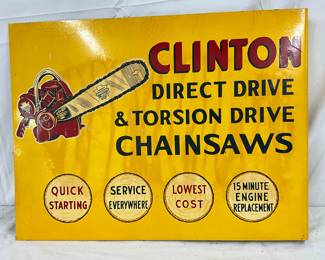 CLINTON
DIRECT DRIVE
& TORSION DRIVE
CHAINSAWS
QUICK
STARTING
SERVICE
EVERYWHERE
LOWEST
COST
15 MINUTE
ENGINE
REPLACEMENT